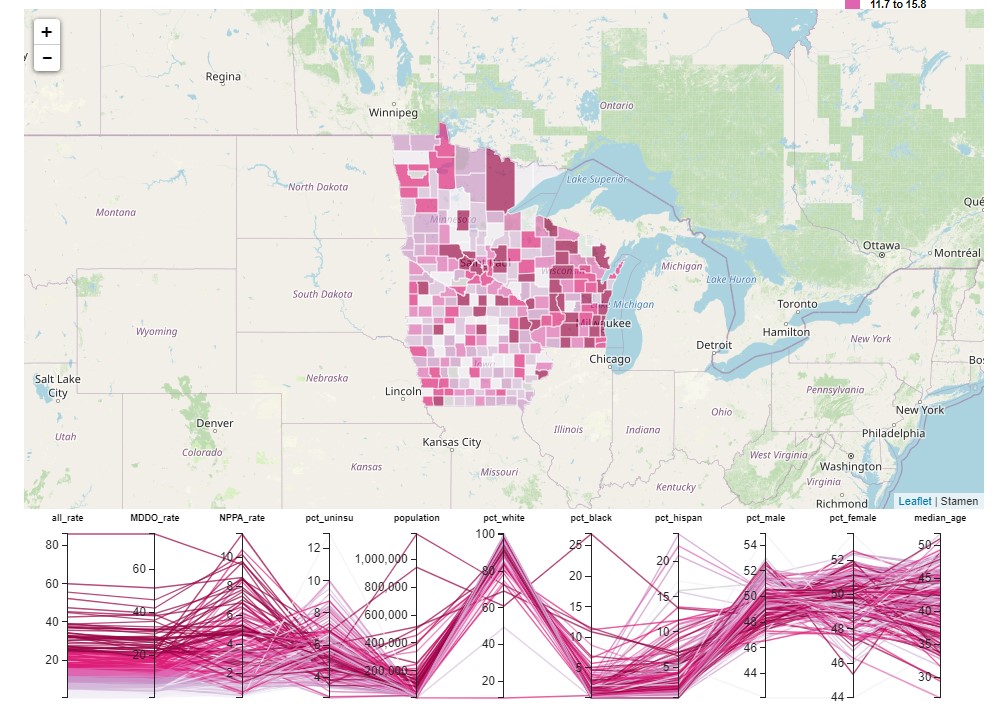 11.7 to 15.8
+
−
Regina
Winnipeg
Ontario
Lake Superior
North Dakota
Montana
Minnesota
Qué
Ottawa
Montréal
Michigan
Lake Huron
South Dakota
Michigan
Toronto
Wyoming
Hamilton
Detroit
New York
Chicago
Bos
Salt Lake
City
Nebraska
Lincoln
Iowa
Pennsylvania
New York
Denver
Ohio
Utah
Colorado
Kansas City
Illinois
Indiana
Philadelphia
West Virginia
Washington
Kansas
Missouri
Virginia
Kentucky
Richmond
Leaflet | Stamen
all_rate MDDO_rate NPPA_rate pct_uninsu population pct_white pct_black pct_hispan pct_male pct_female median_age
80 60 40 20
60 40 20
10 8 6 4 2
12 10 8 6 4
1,000,000 800,000 600,000 400,000 200,000
100 80 60 40 20
25 20 15 10 5
20 15 10 5
54 52 50 48 46 44
52 50 48 46 44
50 45 40 35 30